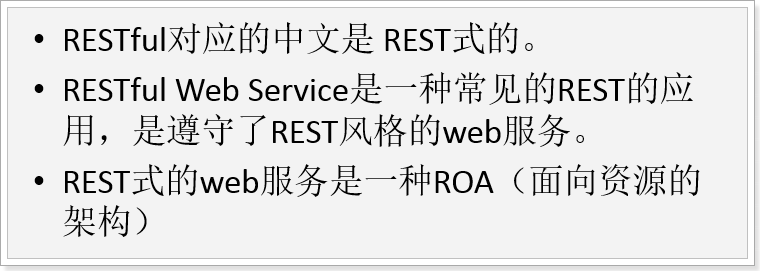 • RESTful对应的中文是 REST式的。
• RESTful Web Service是一种常见的REST的应
用，是遵守了REST风格的web服务。
• REST式的web服务是一种ROA（面向资源的
架构）